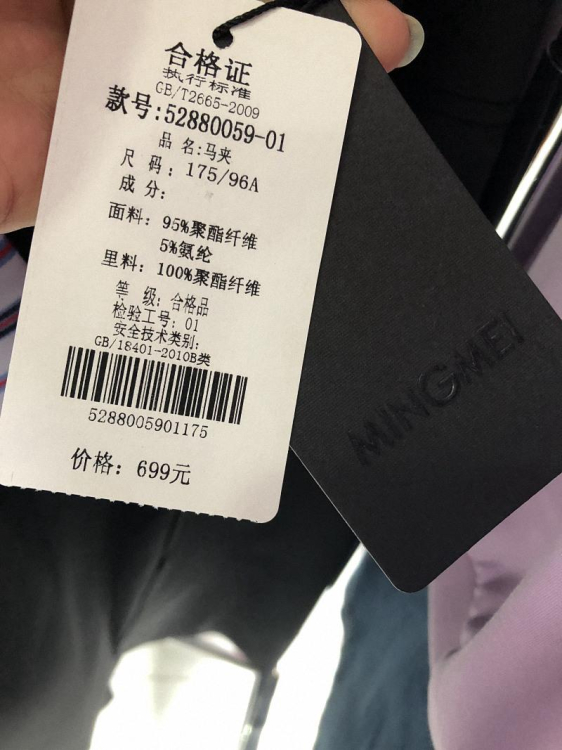 合格证
执行标准
GB/T2665-2009
款号:52880059-01
品 名:马夹
尺 码: 175/96A
成 分:
面料: 95%聚酯纤维
5%氨纶
里料: 100%聚酯纤维
等 级: 合格品
检验工号: 01
安全技术类别:
GB/18401-2010B类
5288005901175
价格: 699元
MINGMEI